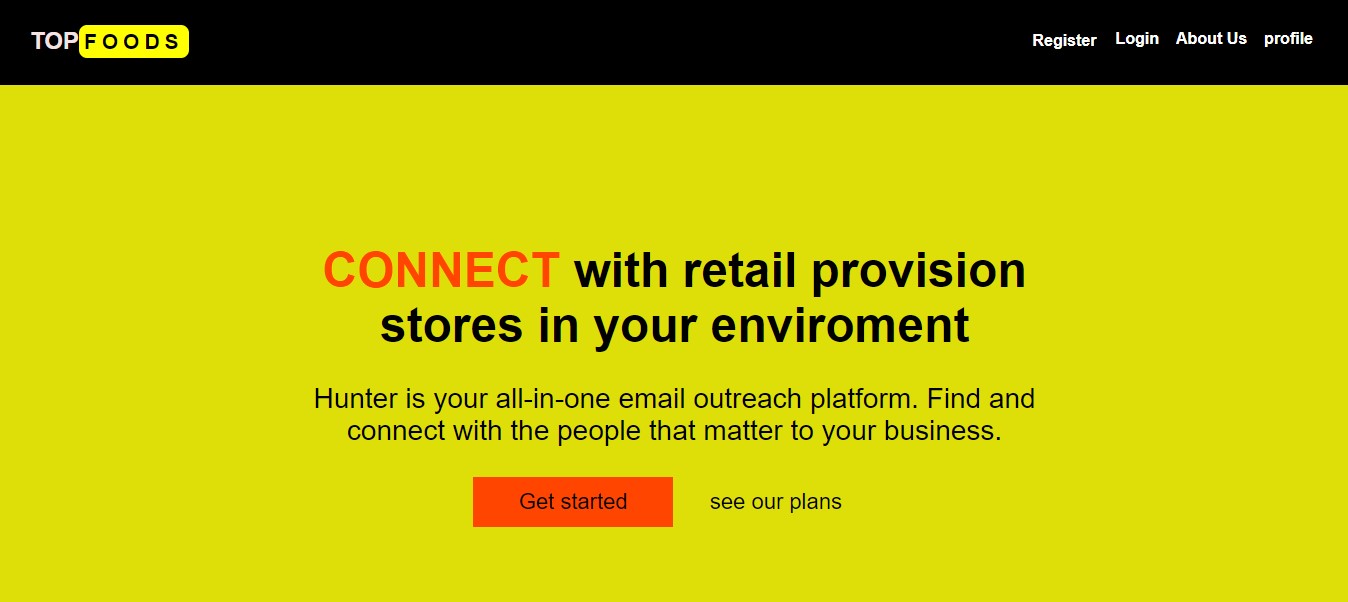 TOPFOODS
Register Login About Us profile
CONNECT with retail provision
stores in your enviroment
Hunter is your all-in-one email outreach platform. Find and
connect with the people that matter to your business.
Get started see our plans